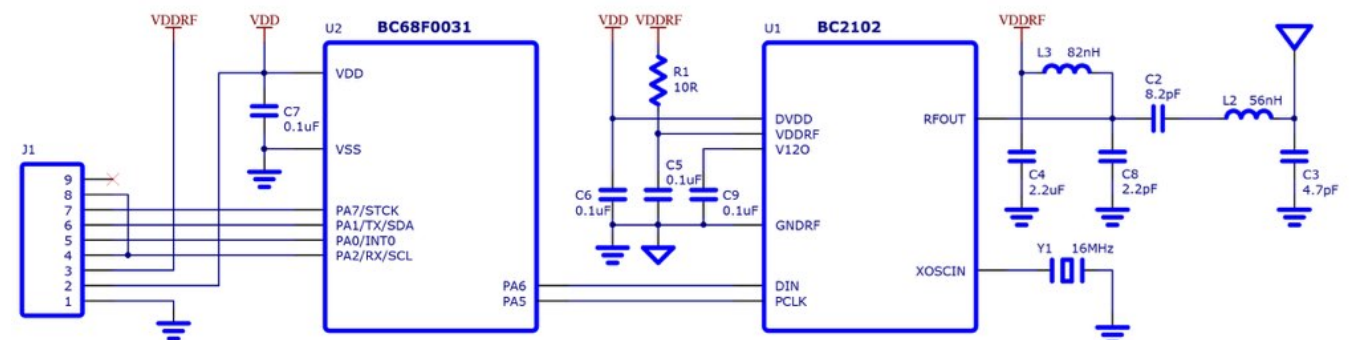 VDDRF
VDD
U2
BC68F0031
VDD
VDDRF
U1
BC2102
VDDRF
L3 82nH
C2
8.2pF
L2 56nH
R1
10R
VDD
C7
0.1uF
VSS
DVDD
VDDRF
V12O
RFOUT
J1
9
8
7
6
5
4
3
2
1
PA7/STCK
PA1/TX/SDA
PA0/INT0
PA2/RX/SCL
PA6
PA5
C6
0.1uF
C5
0.1uF
C9
0.1uF
GNDRF
DIN
PCLK
C4
2.2uF
C8
2.2pF
C3
4.7pF
XOSCIN
Y1 16MHz